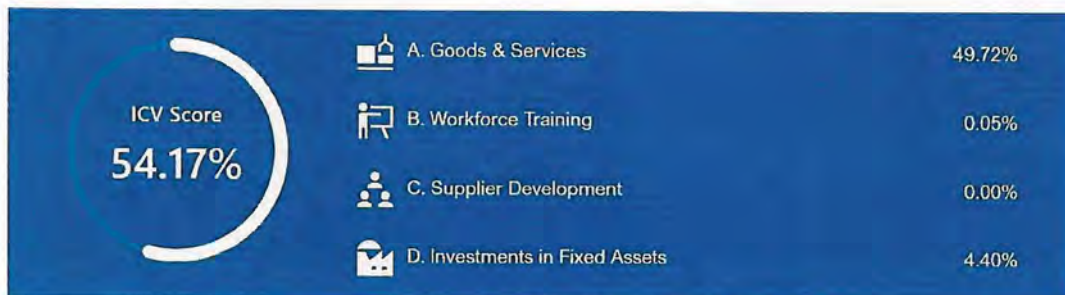 ICV Score
54.17%
A. Goods & Services 49.72%
B. Workforce Training 0.05%
C. Supplier Development 0.00%
D. Investments in Fixed Assets 4.40%